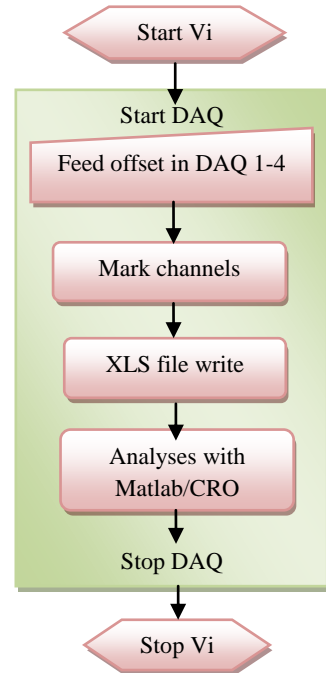 Start Vi
Start DAQ
Feed offset in DAQ 1-4
Mark channels
XLS file write
Analyses with
Matlab/CRO
Stop DAQ
Stop Vi